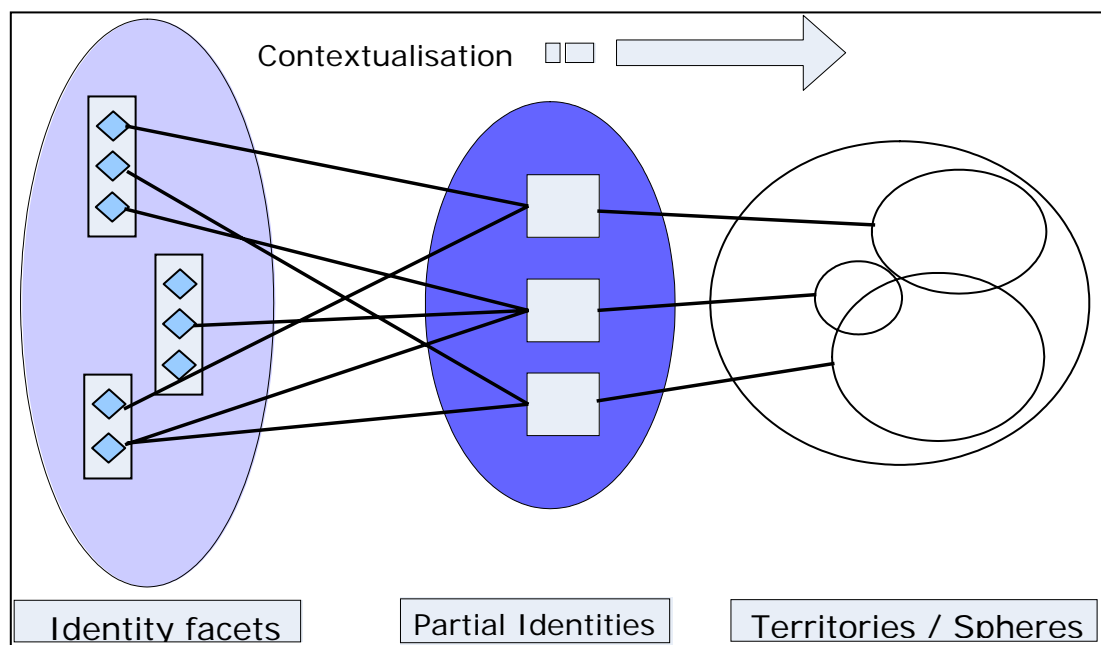 Contextualisation
Identity facets
Partial Identities
Territories / Spheres